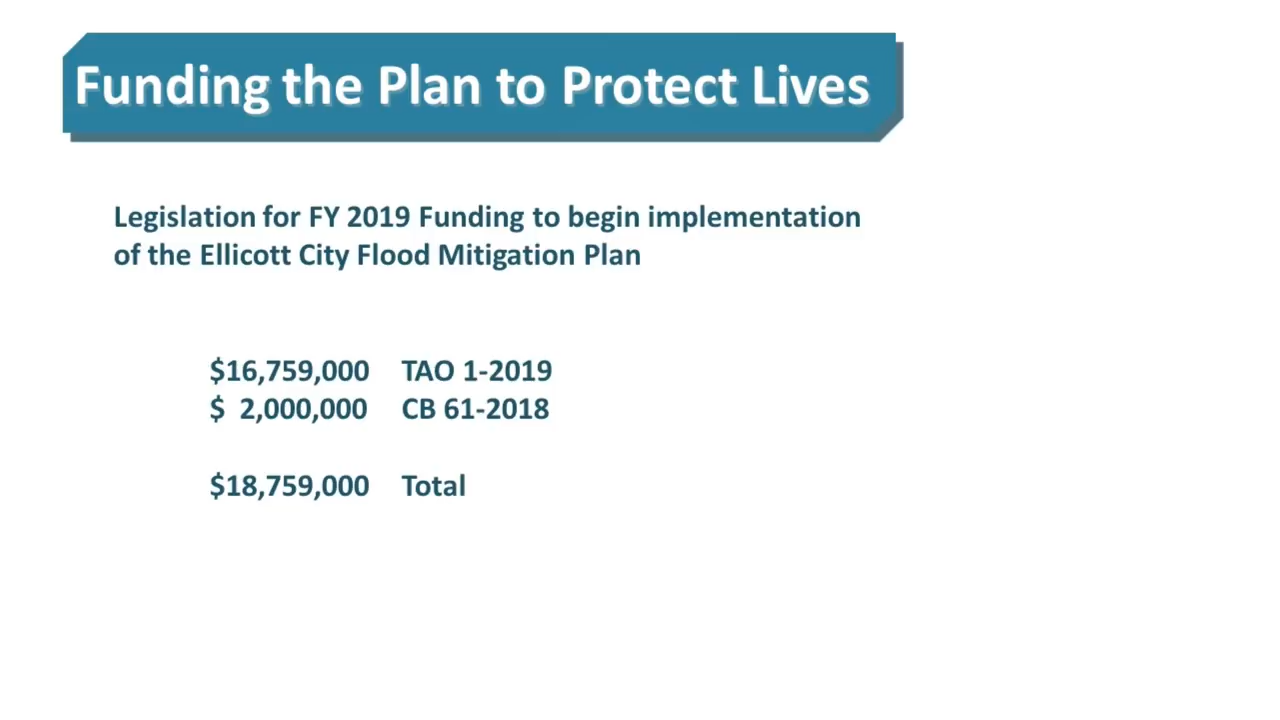 Funding the Plan to Protect Lives
Legislation for FY 2019 Funding to begin implementation
of the Ellicott City Flood Mitigation Plan
$16,759,000 TAO 1-2019
$ 2,000,000 CB 61-2018
$18,759,000 Total